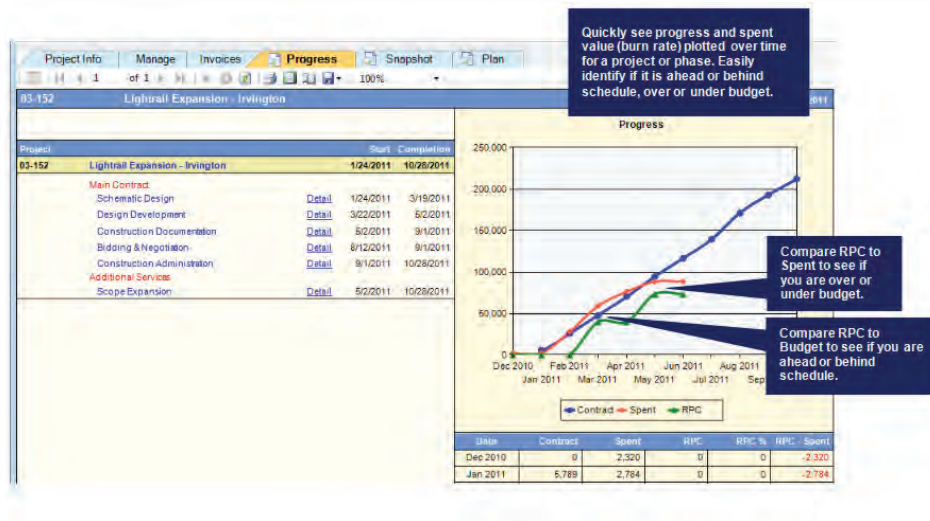 Quickly see progress and spent
value (burn rate) plotted over time
for a project or phase. Easily
identify if it is ahead or behind
schedule, over or under budget.
Project Info Manage Invoices Progress Snapshot Plan
1 of 1 100%
03-152 Lightrail Expansion - Irvington 2011
Progress
Project Start Completion
03-152 Lightrail Expansion - Irvington 1/24/2011 10/28/2011
Main Contract
Schematic Design Detail 1/24/2011 3/19/2011
Design Development Detail 3/22/2011 5/2/2011
Construction Documentation Detail 5/2/2011 9/1/2011
Bidding & Negotiation Detail 8/12/2011 9/1/2011
Construction Administration Detail 9/1/2011 10/28/2011
Additional Services
Scope Expansion Detail 5/2/2011 10/28/2011
250,000
200,000
150,000
100,000
50,000
0
Dec 2010 Feb 2011 Apr 2011 Jun 2011 Aug 2011
Jan 2011 Mar 2011 May 2011 Jul 2011 Sep
Compare RPC to
Spent to see if
you are over or
under budget.
Compare RPC to
Budget to see if you are
ahead or behind
schedule.
Contract Spent RPC
Date Contract Spent RPC RPC % RPC - Spent
Dec 2010 0 2,320 0 0 -2,320
Jan 2011 5,789 2,784 0 0 -2,784